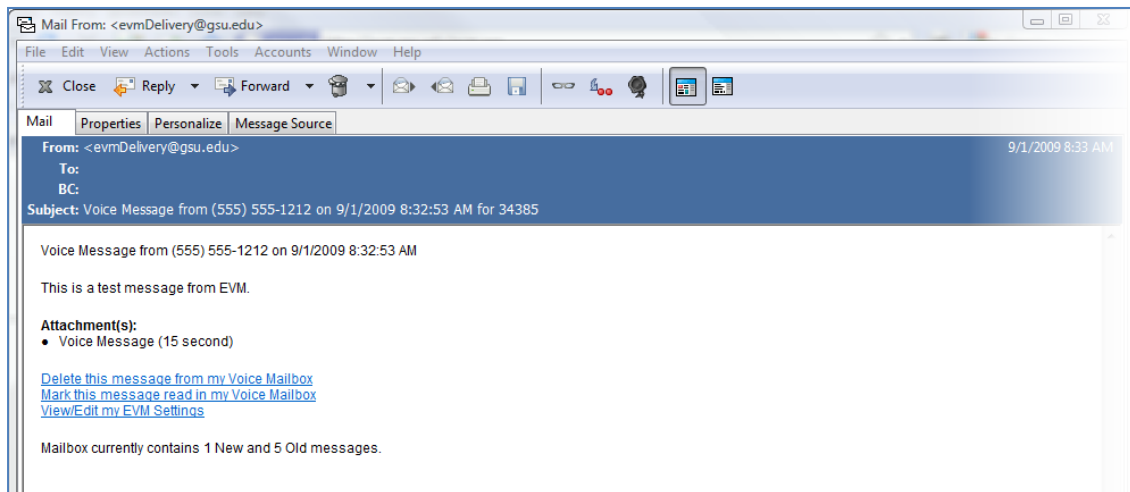 Mail From: <evmDelivery@gsu.edu>
File Edit View Actions Tools Accounts Window Help
Close Reply Forward
Mail Properties Personalize Message Source
From: <evmDelivery@gsu.edu> 9/1/2009 8:33 AM
To:
BC:
Subject: Voice Message from (555) 555-1212 on 9/1/2009 8:32:53 AM for 34385
Voice Message from (555) 555-1212 on 9/1/2009 8:32:53 AM
This is a test message from EVM.
Attachment(s):
● Voice Message (15 second)
Delete this message from my Voice Mailbox
Mark this message read in my Voice Mailbox
View/Edit my EVM Settings
Mailbox currently contains 1 New and 5 Old messages.